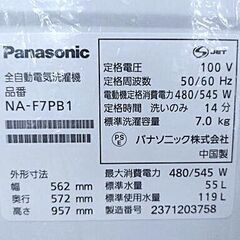 Panasonic
全自動電気洗濯機
品番
NA-F7PB1
JET
定格電圧 100 V
定格周波数 50/60 Hz
電動機定格消費電力 480/545 W
定格時間 洗いのみ 14 分
標準洗濯容量 7.0 kg
PSE
パナソニック株式会社
中国製
外形寸法
幅 562 mm
奥行 572 mm
高さ 957 mm
最大消費電力 480/545 W
標準水量 55 L
標準使用水量 119 L
製造番号 2371203758